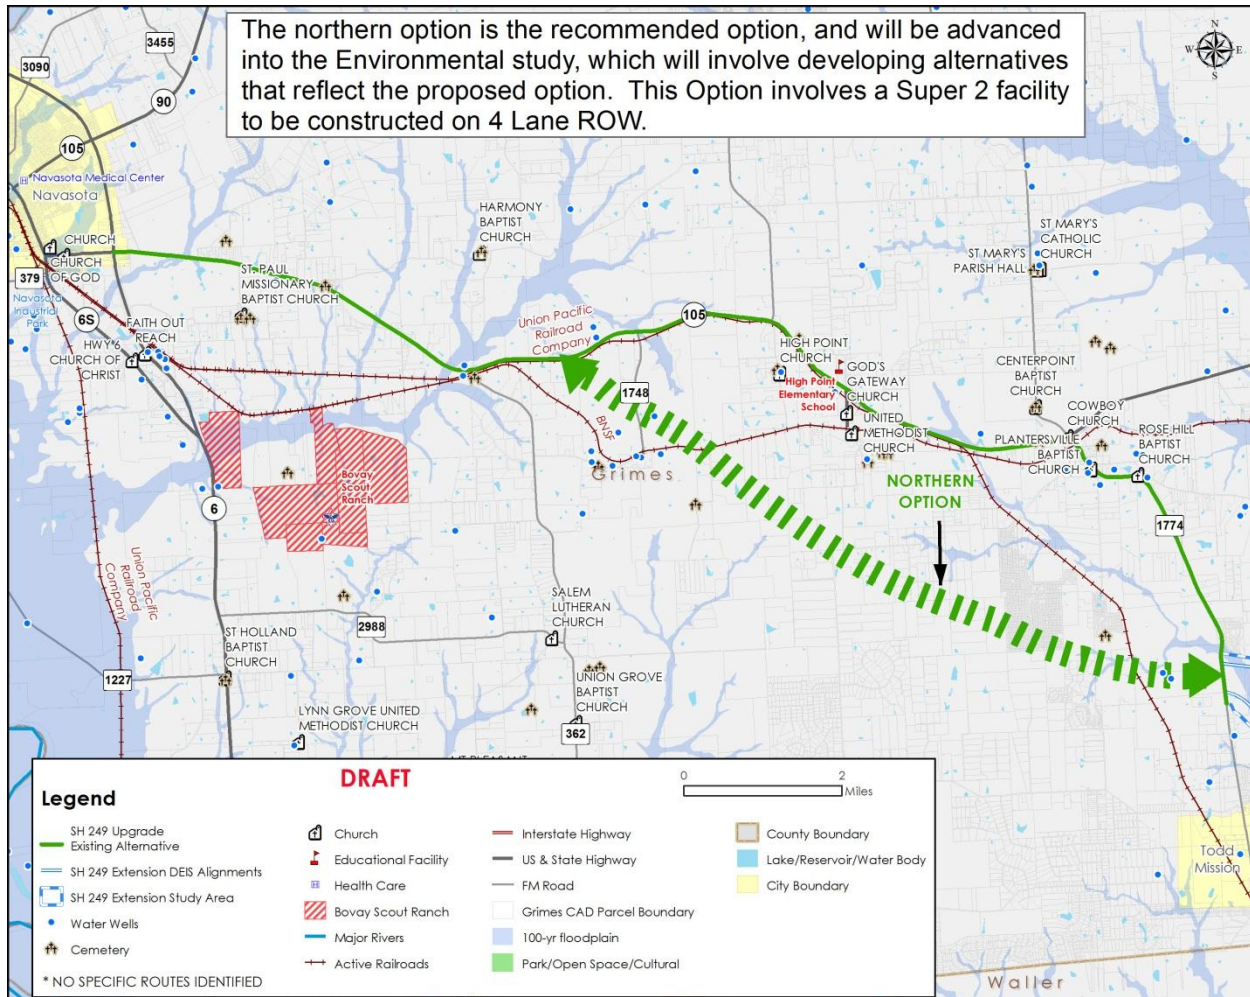 The northern option is the recommended option, and will be advanced
into the Environmental study, which will involve developing alternatives
that reflect the proposed option. This Option involves a Super 2 facility
to be constructed on 4 Lane ROW.
N
W E
S
3455
3090
90
105
Navasota Medical Center
Navasota
CHURCH
CHURCH
OF GOD
379
Navasota
Industrial
Park
6S
HWY 6
CHURCH OF
CHRIST
FAITH OUT
REACH
ST. PAUL
MISSIONARY
BAPTIST CHURCH
HARMONY
BAPTIST
CHURCH
Union Pacific
Railroad
Company
105
1748
BNSF
Grimes
HIGH POINT
CHURCH
High Point
Elementary
School
GOD'S
GATEWAY
CHURCH
UNITED
METHODIST
CHURCH
ST MARY'S
CATHOLIC
CHURCH
ST MARY'S
PARISH HALL
CENTERPOINT
BAPTIST
CHURCH
COWBOY
CHURCH
PLANTERSVILLE
BAPTIST
CHURCH
ROSE HILL
BAPTIST
CHURCH
NORTHERN
OPTION
1774
Bovay
Scout
Ranch
6
Union Pacific
Railroad
Company
2988
ST HOLLAND
BAPTIST
CHURCH
1227
SALEM
LUTHERAN
CHURCH
UNION GROVE
BAPTIST
CHURCH
LYNN GROVE UNITED
METHODIST CHURCH
362
MT PLEASANT
Todd
Mission
Waller
DRAFT
0 2
Miles
Legend
SH 249 Upgrade
Existing Alternative
SH 249 Extension DEIS Alignments
SH 249 Extension Study Area
Water Wells
Cemetery
* NO SPECIFIC ROUTES IDENTIFIED
Church
Educational Facility
Health Care
Bovay Scout Ranch
Major Rivers
Active Railroads
Interstate Highway
US & State Highway
FM Road
Grimes CAD Parcel Boundary
100-yr floodplain
Park/Open Space/Cultural
County Boundary
Lake/Reservoir/Water Body
City Boundary